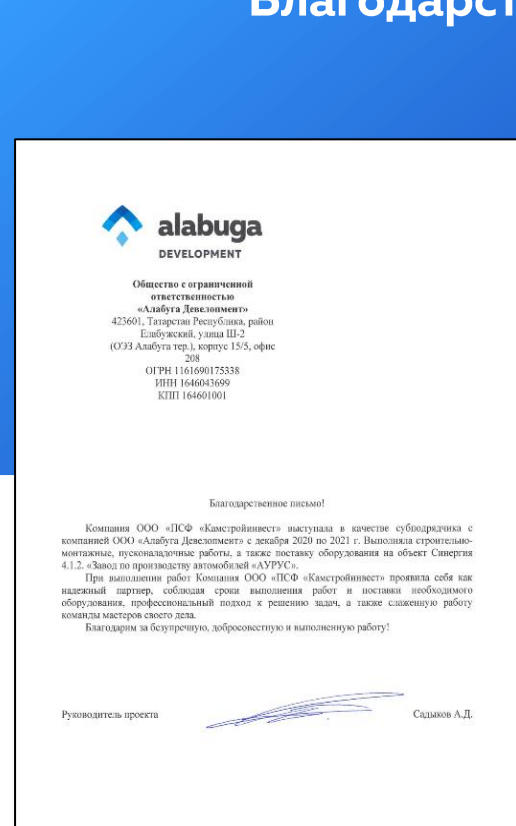 Благодарст
alabuga
DEVELOPMENT
Общество с ограниченной
ответственностью
«Алабуга Девелопмент»
423601, Татарстан Республика, район
Елабужский, улица Ш-2
(ОЭЗ Алабуга тер.), корпус 15/5, офис
208
ОГРН 1161690175338
ИНН 1646043699
КПП 164601001
Благодарственное письмо!
Компания ООО «ПСФ «Камстройинвест» выступала в качестве субподрядчика с
компанией ООО «Алабуга Девелопмент» с декабря 2020 по 2021 г. Выполняла строительно-
монтажные, пусконаладочные работы, а также поставку оборудования на объект Синергия
4.1.2. «Завод по производству автомобилей «АУРУС».
При выполнении работ Компания ООО «ПСФ «Камстройинвест» проявила себя как
надежный партнер, соблюдая сроки выполнения работ и поставки необходимого
оборудования, профессиональный подход к решению задач, а также слаженную работу
команды мастеров своего дела.
Благодарим за безупречную, добросовестную и выполненную работу!
Руководитель проекта
Садыков А.Д.